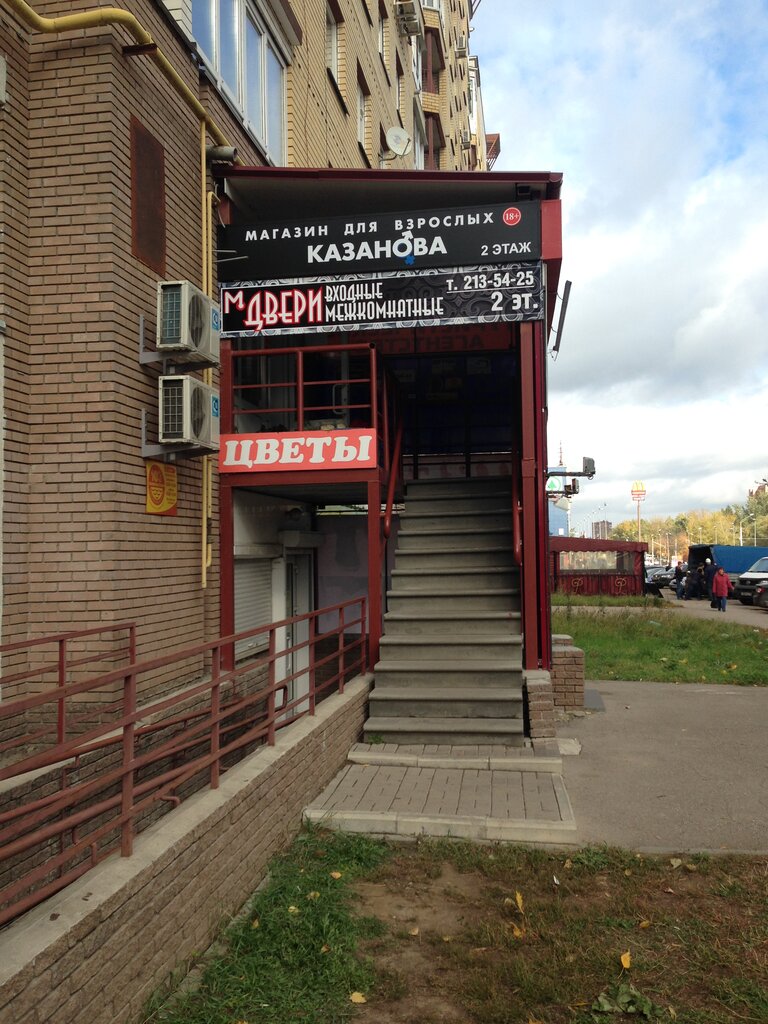 МАГАЗИН ДЛЯ ВЗРОСЛЫХ 18+
КАЗАНОВА 2 ЭТАЖ
М ДВЕРИ ВХОДНЫЕ МЕЖКОМНАТНЫЕ
Т. 213-54-25
2 ЭТ.
ЦВЕТЫ